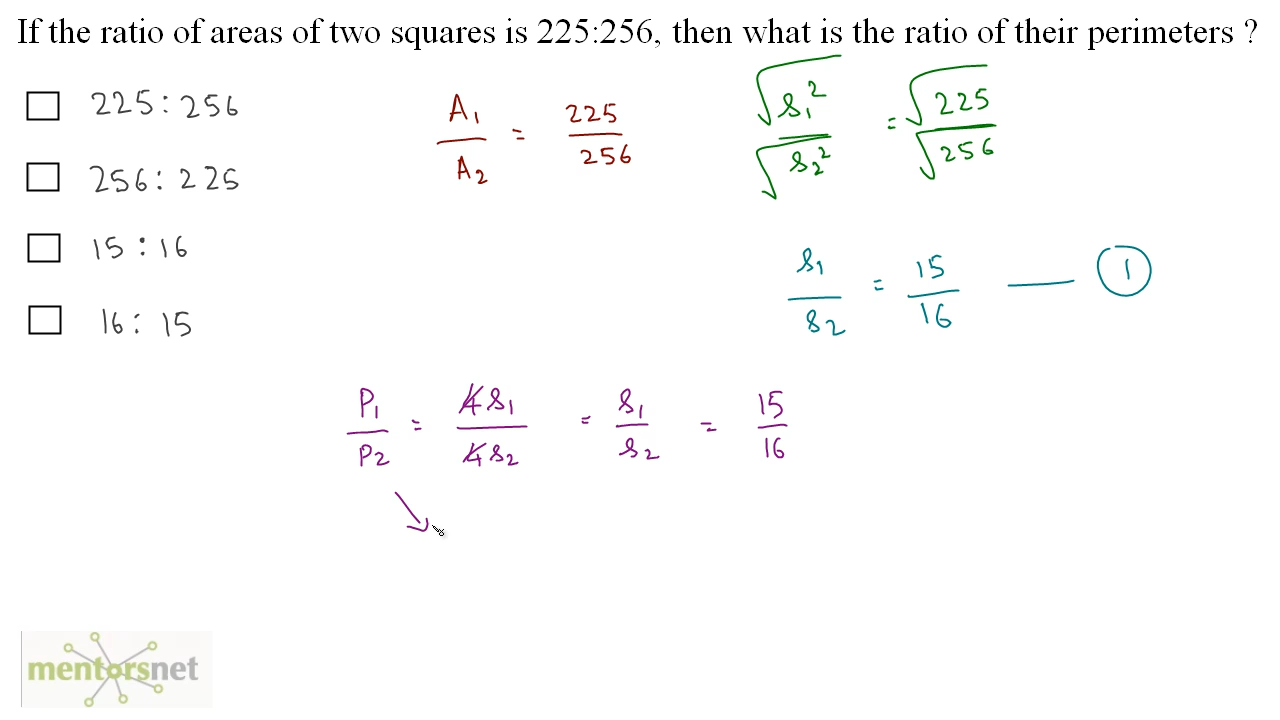 If the ratio of areas of two squares is 225:256, then what is the ratio of their perimeters ?
225 : 256
256 : 225
15 : 16
16 : 15
A₁/A₂ = 225/256
√s₁²/√s₂² = √225/√256
s₁/s₂ = 15/16 — ①
P₁/P₂ = 4s₁/4s₂ = s₁/s₂ = 15/16
mentorsnet